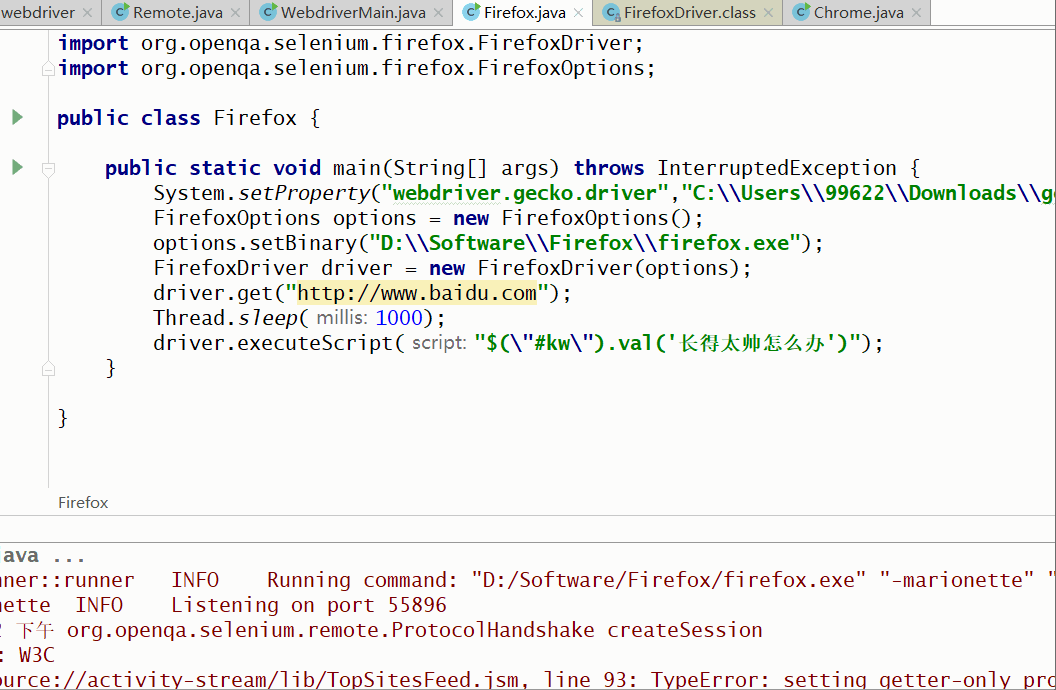 webdriver Remote.java WebdriverMain.java Firefox.java FirefoxDriver.class Chrome.java
import org.openqa.selenium.firefox.FirefoxDriver;
import org.openqa.selenium.firefox.FirefoxOptions;
public class Firefox {
public static void main(String[] args) throws InterruptedException {
System.setProperty("webdriver.gecko.driver","C:\\Users\\99622\\Downloads\\ge
FirefoxOptions options = new FirefoxOptions();
options.setBinary("D:\\Software\\Firefox\\firefox.exe");
FirefoxDriver driver = new FirefoxDriver(options);
driver.get("http://www.baidu.com");
Thread.sleep( millis: 1000);
driver.executeScript( script: "$(\"#kw\").val('长得太帅怎么办')");
}
}
Firefox
java ...
nner::runner INFO Running command: "D:/Software/Firefox/firefox.exe" "-marionette" "
nette INFO Listening on port 55896
2 下午 org.openqa.selenium.remote.ProtocolHandshake createSession
: W3C
ource://activity-stream/lib/TopSitesFeed.jsm, line 93: TypeError: setting getter-only pro